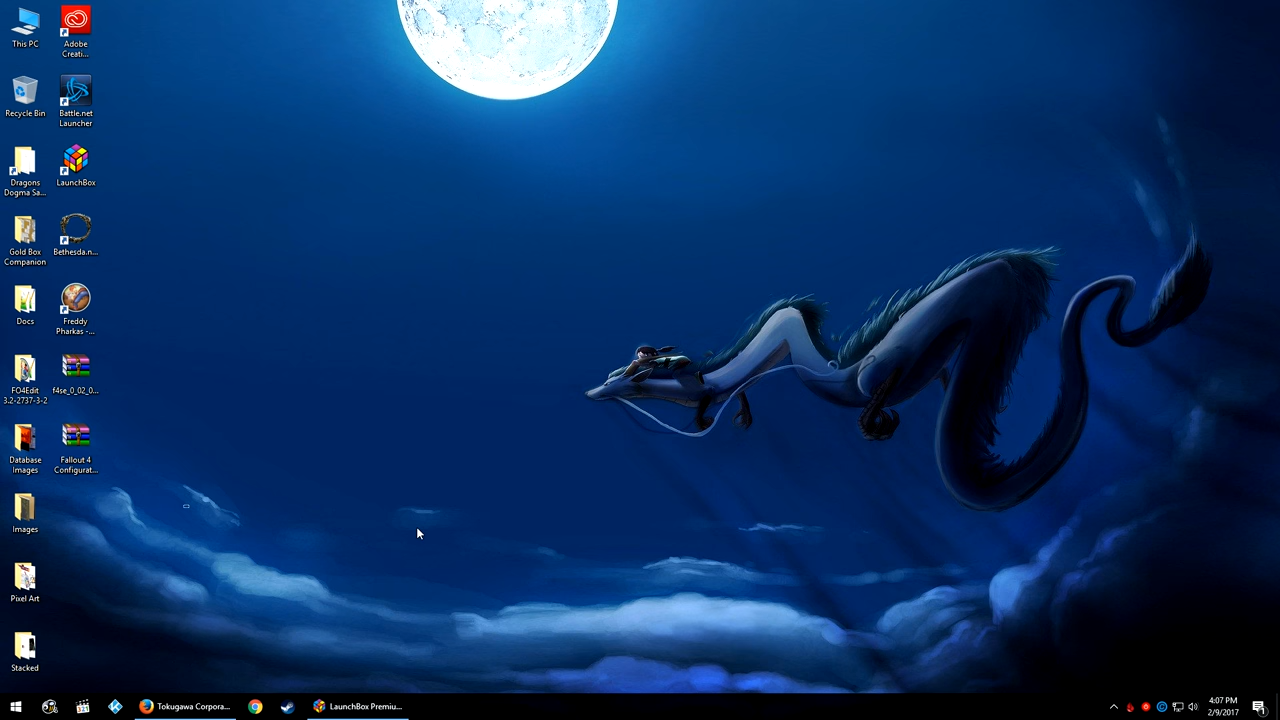 This PC
Adobe
Creati...
Recycle Bin
Battle.net
Launcher
Dragons
Dogma Sa...
LaunchBox
Gold Box
Companion
Bethesda.n...
Docs
Freddy
Pharkas -...
FO4Edit
3.2-2737-3-2
f4se_0_02_0...
Database
Images
Fallout 4
Configurat...
Images
Pixel Art
Stacked
Tokugawa Corpora...
LaunchBox Premiu...
4:07 PM
2/9/2017